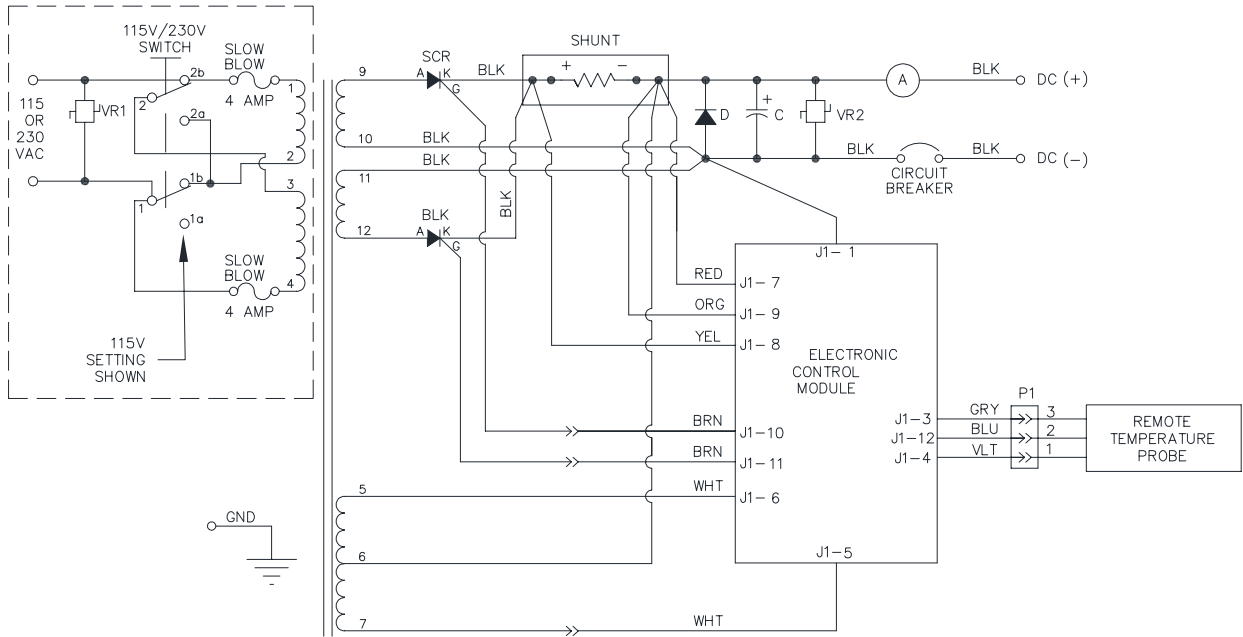 115V/230V
SWITCH
SLOW
BLOW
2b
4 AMP
1
115
OR
230
VAC
VR1
2
2a
2
1b
3
1
1a
SLOW
BLOW
4
4 AMP
115V
SETTING
SHOWN
GND
9
SCR
A K
G
BLK
SHUNT
+ −
10
BLK
BLK
11
12
BLK
A K
G
BLK
D
+
C
VR2
A
BLK
DC (+)
BLK
BLK
DC (−)
CIRCUIT
BREAKER
J1- 1
RED
J1- 7
ORG
J1- 9
YEL
J1- 8
ELECTRONIC
CONTROL
MODULE
BRN
J1-10
BRN
J1-11
WHT
J1- 6
J1-5
J1-3
J1-12
J1-4
GRY
BLU
VLT
P1
3
2
1
REMOTE
TEMPERATURE
PROBE
5
6
7
WHT